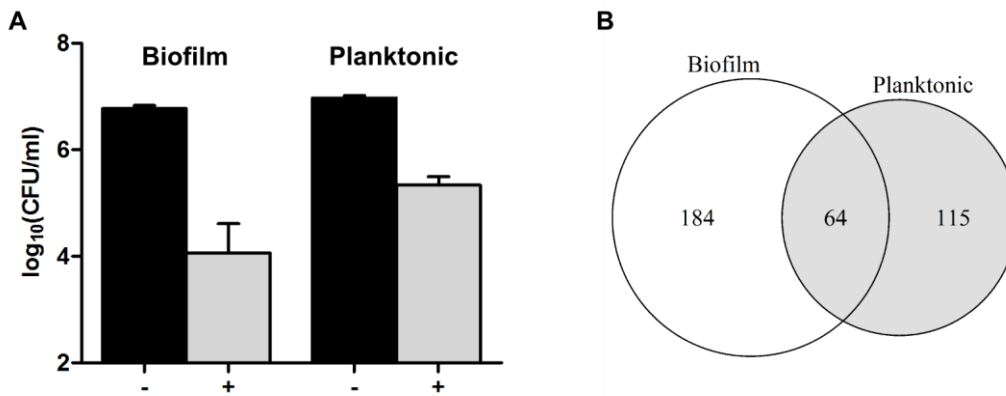 A
8
6
4
2
log10(CFU/ml)
Biofilm
Planktonic
-
+
-
+
B
Biofilm
Planktonic
184
64
115